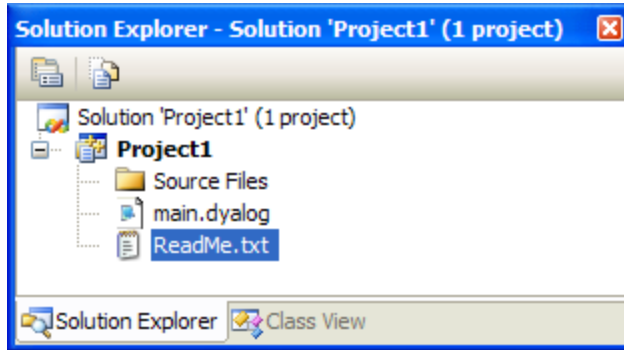 Solution Explorer - Solution 'Project1' (1 project)
Solution 'Project1' (1 project)
Project1
Source Files
main.dyalog
ReadMe.txt
Solution Explorer Class View